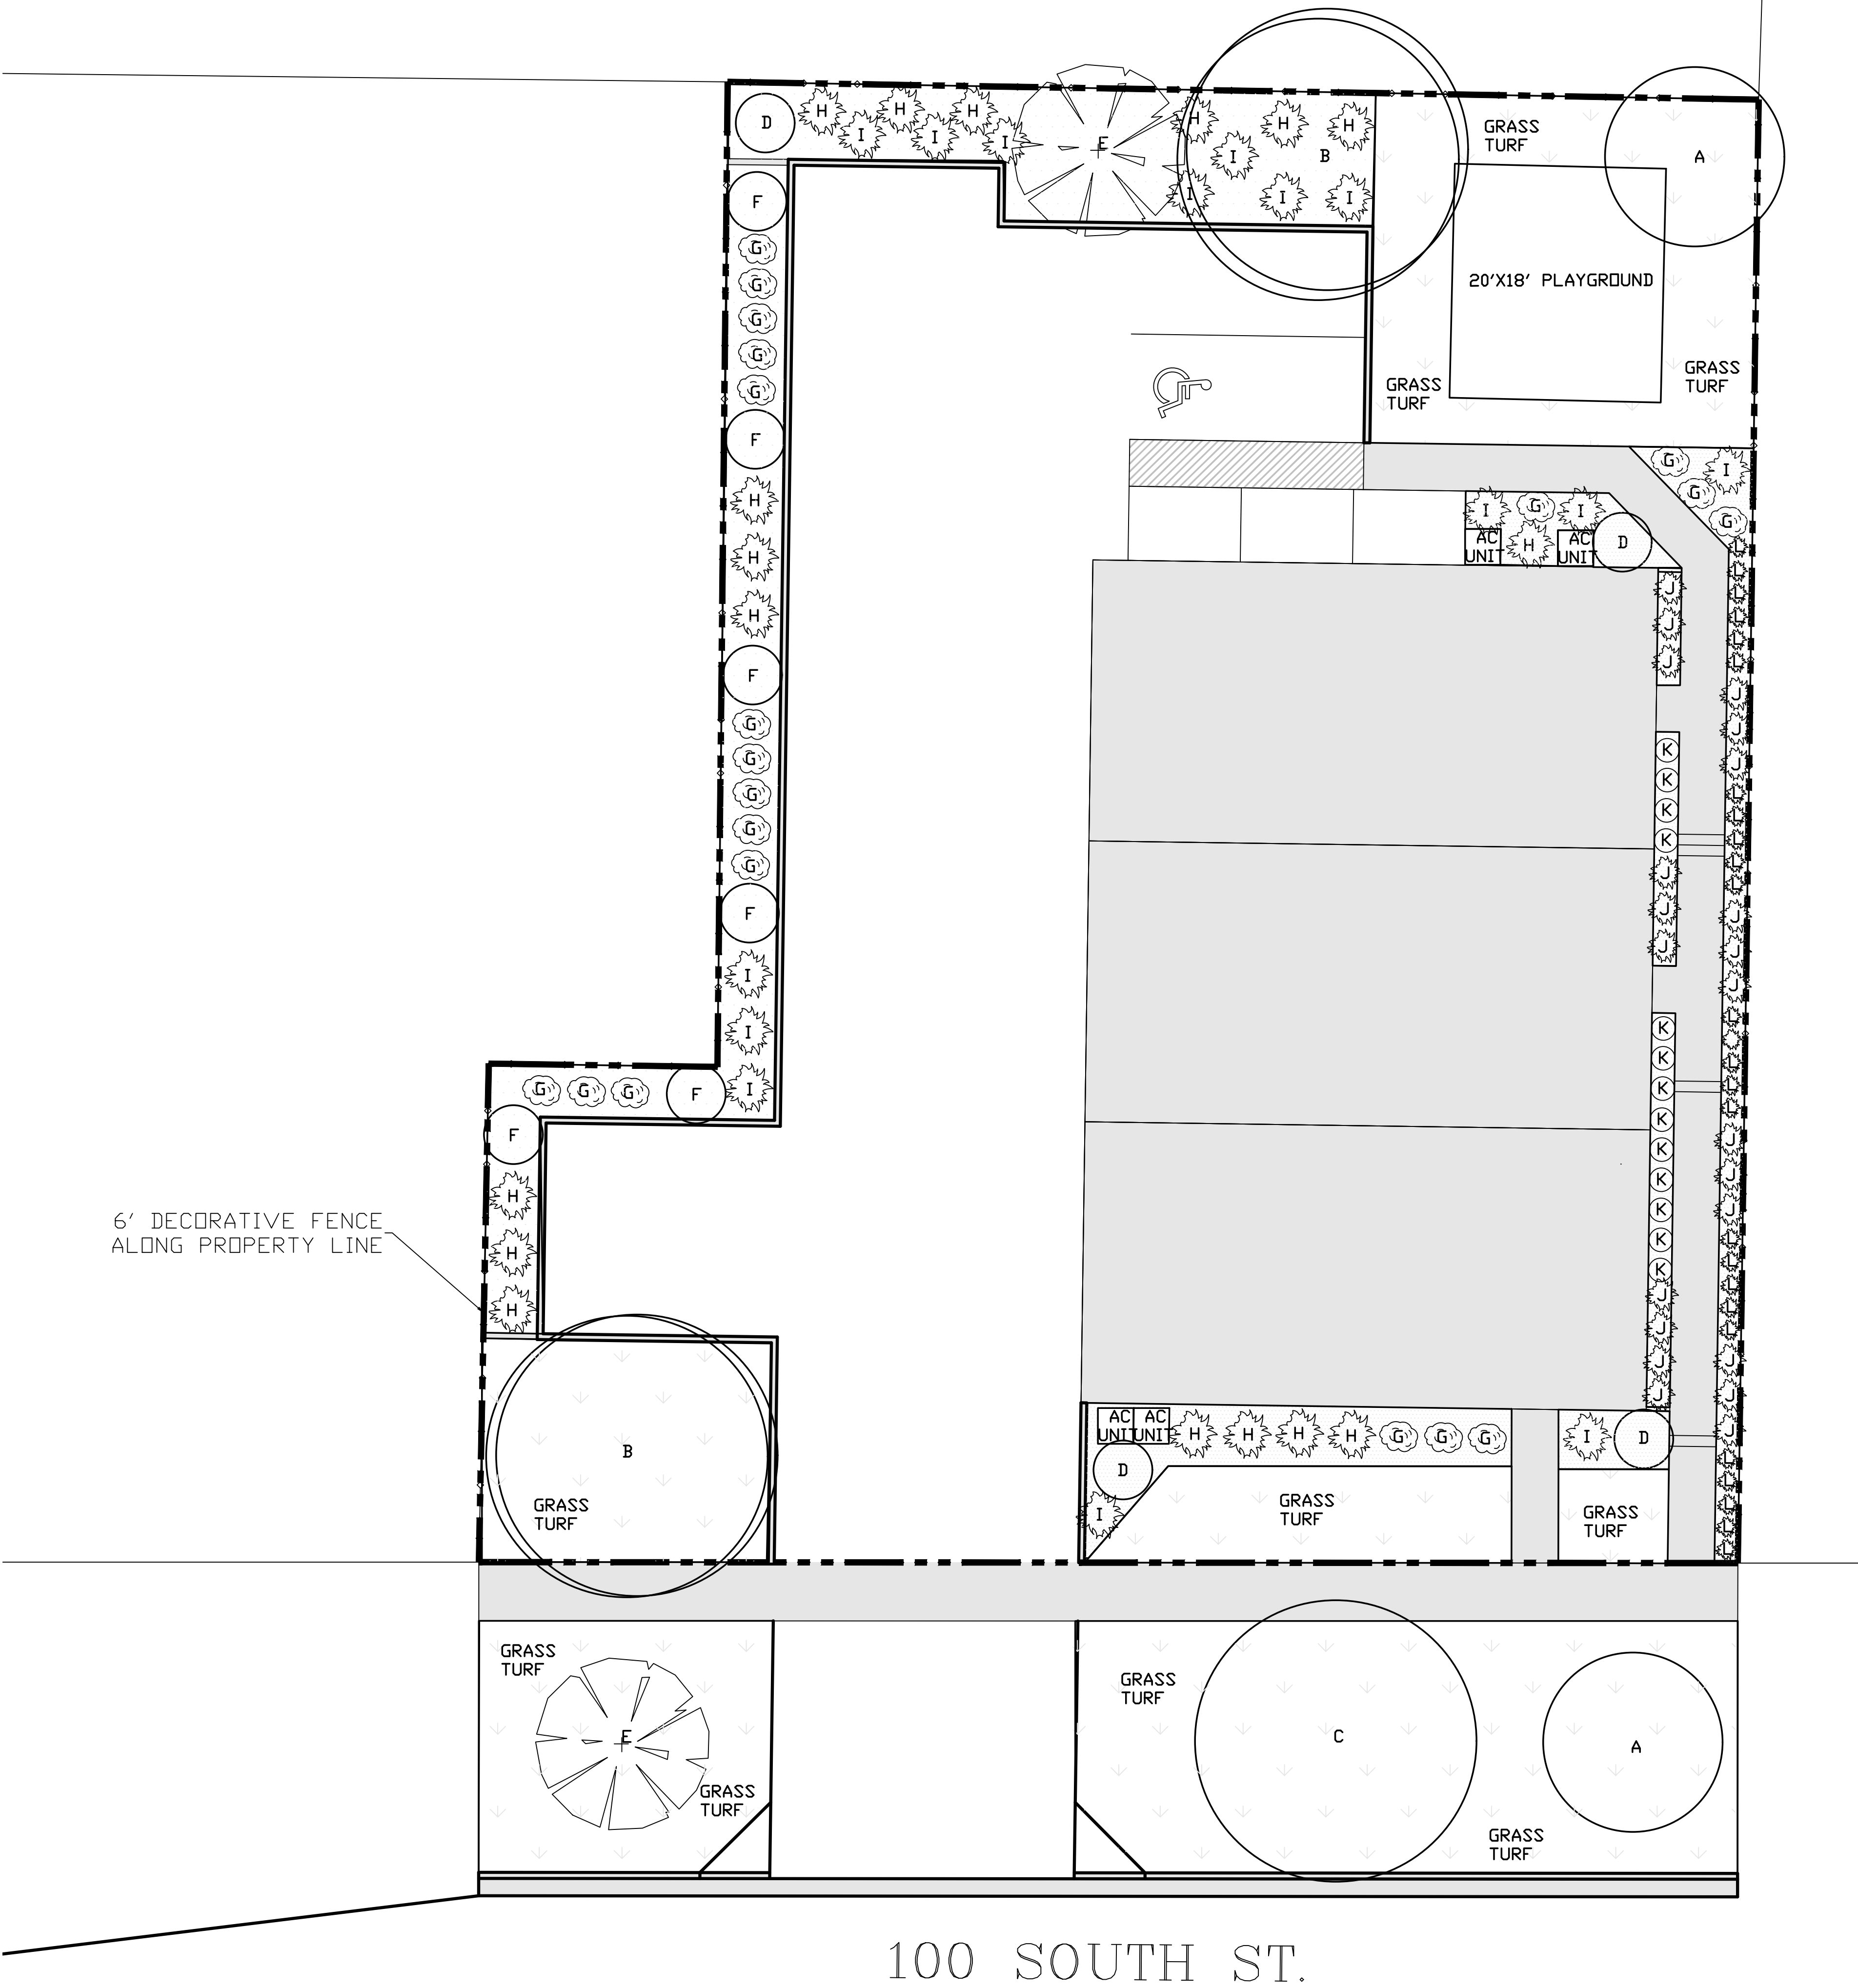 D
H
H
H
I
I
I
E
H
H
H
I
B
I
I
I
GRASS
TURF
A
20'X18' PLAYGROUND
GRASS
TURF
GRASS
TURF
F
G
G
G
G
G
F
H
H
H
F
G
G
G
G
G
F
I
I
I
G
G
G
F
F
H
H
H
6' DECORATIVE FENCE
ALONG PROPERTY LINE
B
GRASS
TURF
G
I
G
G
I
G
I
AC
UNIT
H
AC
UNIT
D
J
J
J
K
K
K
K
J
J
J
K
K
K
K
K
K
K
K
K
J
J
J
J
L
L
L
L
L
L
J
J
J
L
L
L
L
L
J
J
J
L
L
L
L
L
J
J
J
L
L
L
L
L
J
J
J
L
L
L
L
L
AC
UNIT
AC
UNIT
H
H
H
H
G
G
G
I
D
D
I
GRASS
TURF
GRASS
TURF
GRASS
TURF
E
GRASS
TURF
GRASS
TURF
C
A
GRASS
TURF
100 SOUTH ST.